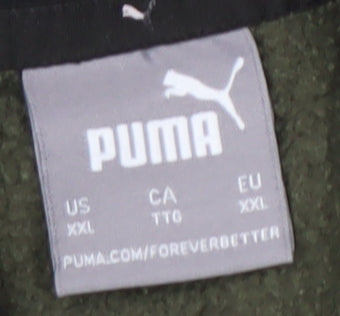 PUMA
US CA EU
XXL TTG XXL
PUMA.COM/FOREVERBETTER